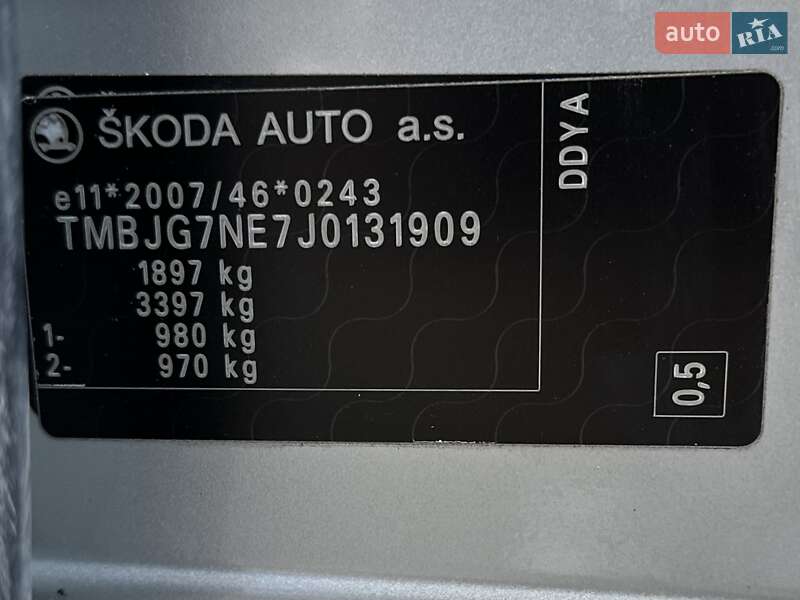 auto RIA .com
ŠKODA AUTO a.s.
DDYA
e11*2007/46*0243
TMBJG7NE7J0131909
1897 kg
3397 kg
1- 980 kg
2- 970 kg
0,5